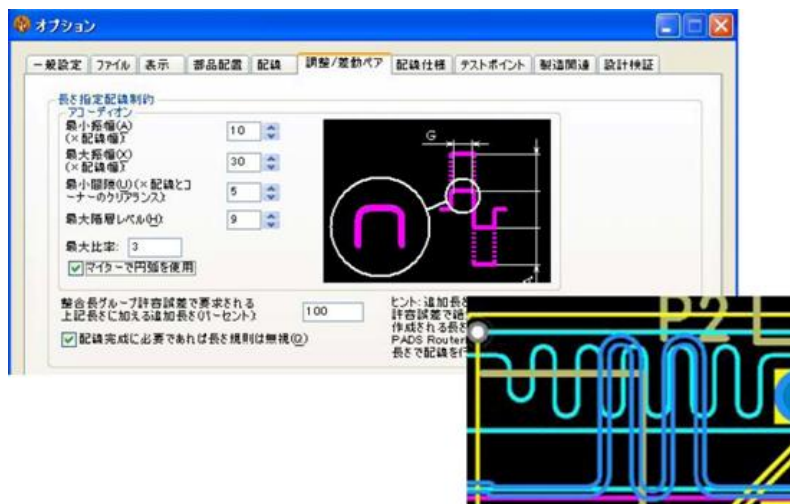 オプション
一般設定 ファイル 表示 部品配置 配線 調整/差動ペア 配線仕様 テストポイント 製造関連 設計検証
長さ指定配線制約
アコーディオン
最小振幅(A)
(×配線幅):
10
最大振幅(X)
(×配線幅):
30
最小間隙(U)(×配線とコ
ーナーのクリアランス):
5
最大階層レベル(H):
9
最大比率: 3
マイターで円弧を使用
G
整合長グループ許容誤差で要求される
上記長さに加える追加長さ(パーセント):
100
配線完成に必要であれば長さ規則は無視(Q)
ヒント: 追加長さ
許容誤差で
作成される長さ
PADS Router
長さで配線を
P2